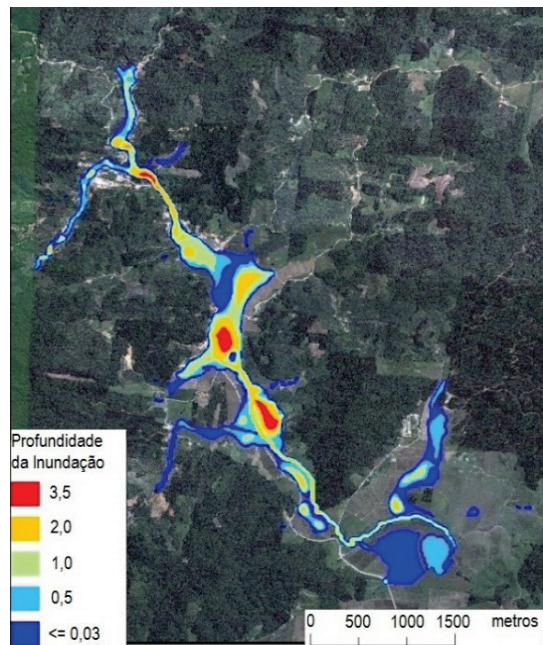 Profundidade
da Inundação
3,5
2,0
1,0
0,5
<= 0,03
0 500 1000 1500 metros